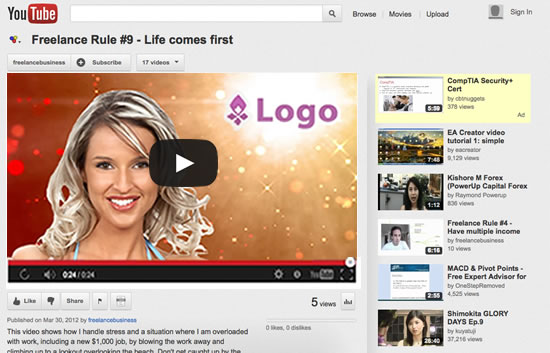 YouTube
Browse
Movies
Upload
Sign In
Freelance Rule #9 - Life comes first
freelancebusiness
Subscribe
17 videos
Logo
0:24 / 0:24
YouTube
Like
Share
5 views
Published on Mar 30, 2012 by freelancebusiness
0 likes, 0 dislikes
This video shows how I handle stress and a situation where I am overloaded
with work, including a new $1,000 job, by blowing the work away and
climbing up to a lookout overlooking the beach. Don't get caught up by the
CompTIA Security+
Cert
by cbtnuggets
378 views
Ad
5:59
EA Creator video
tutorial 1: simple
by eacreator
9,129 views
7:48
Kishore M Forex
(PowerUp Capital Forex
by Raymond Powerup
836 views
1:12
Freelance Rule #4 -
Have multiple income
by freelancebusiness
10 views
6:16
MACD & Pivot Points -
Free Expert Advisor for
by OneStepRemoved
4,525 views
2:55
Shimokita GLORY
DAYS Ep.9
by kuyatuji
37,216 views
26:40